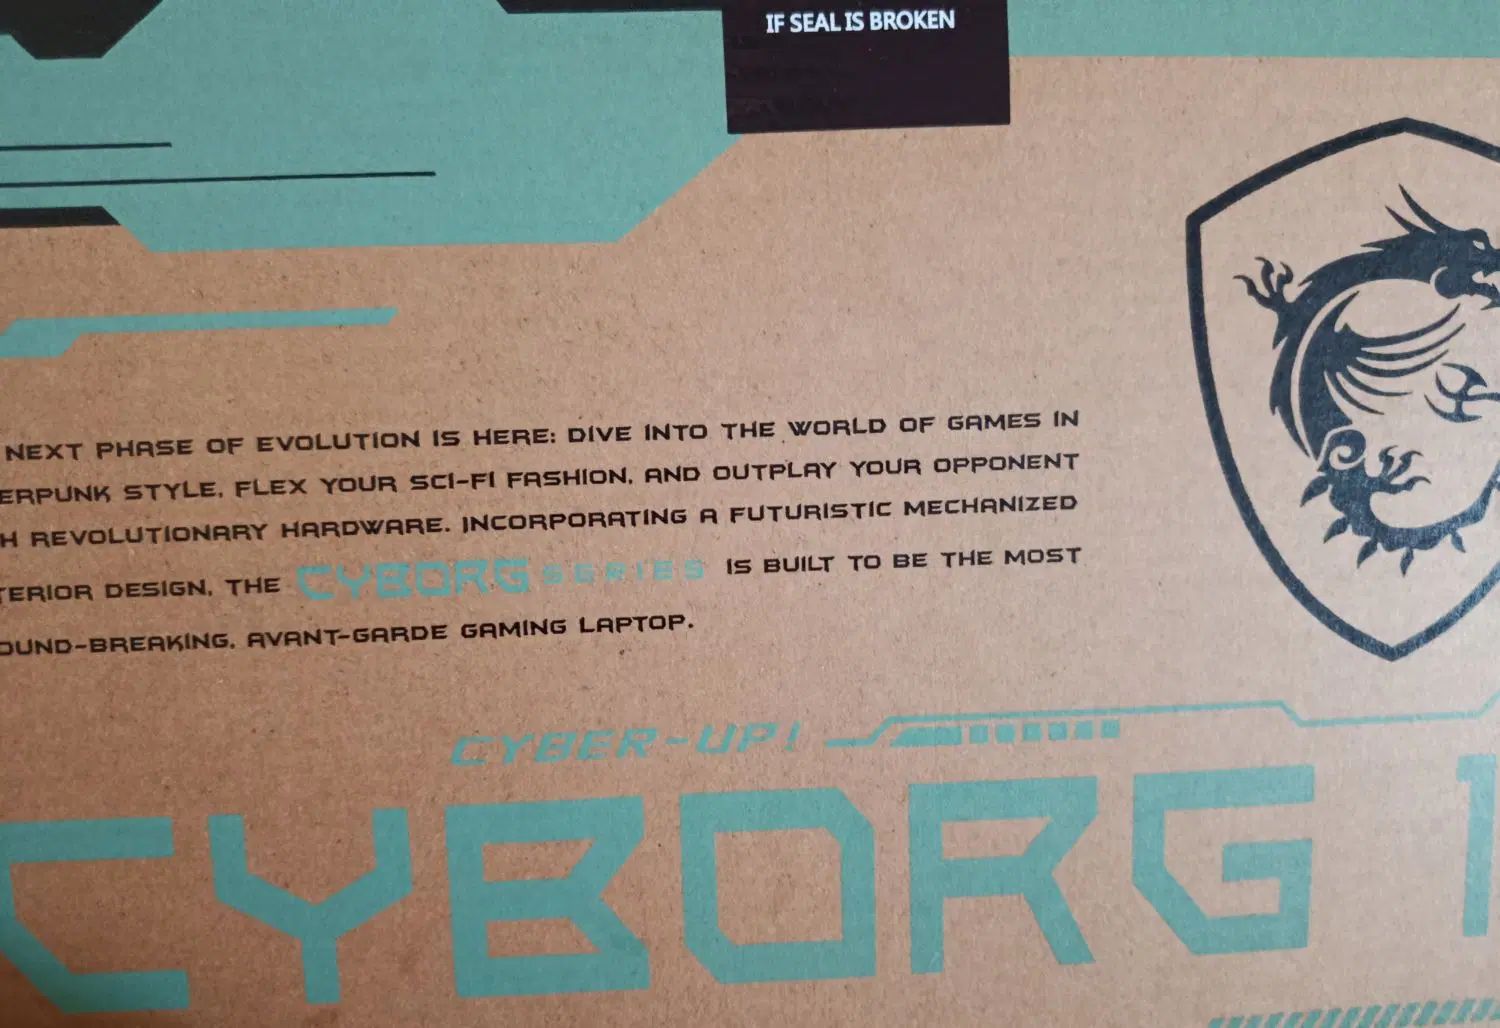 IF SEAL IS BROKEN
NEXT PHASE OF EVOLUTION IS HERE: DIVE INTO THE WORLD OF GAMES IN
ERPUNK STYLE, FLEX YOUR SCI-FI FASHION, AND OUTPLAY YOUR OPPONENT
H REVOLUTIONARY HARDWARE. INCORPORATING A FUTURISTIC MECHANIZED
TERIOR DESIGN, THE CYBORG SERIES IS BUILT TO BE THE MOST
OUND-BREAKING, AVANT-GARDE GAMING LAPTOP.
CYBER-UP!
CYBORG 1